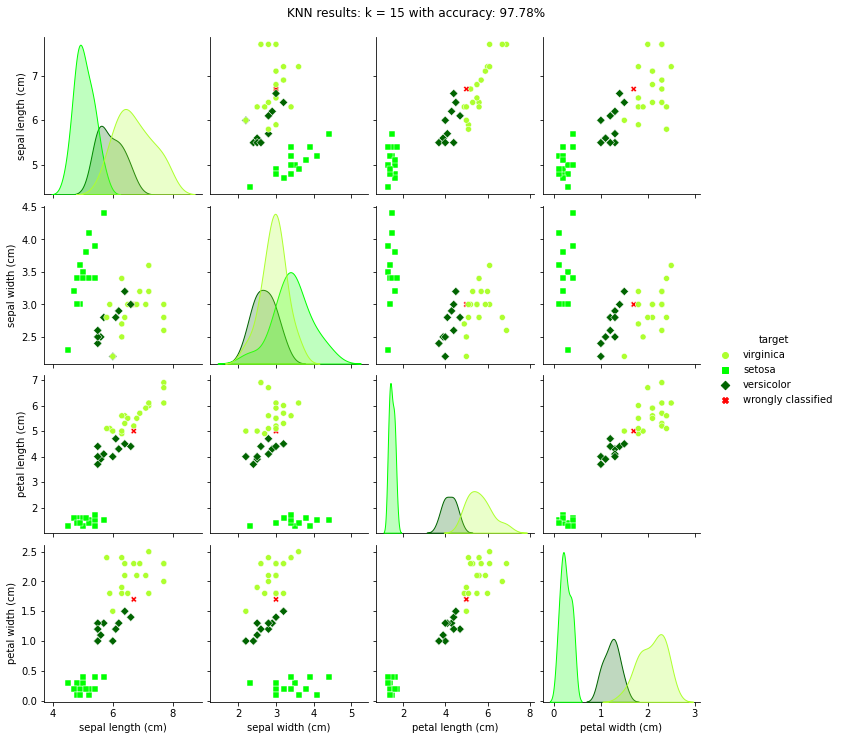 KNN results: k = 15 with accuracy: 97.78%
sepal length (cm)
7
6
5
sepal width (cm)
4.5
4.0
3.5
3.0
2.5
target
virginica
setosa
versicolor
wrongly classified
petal length (cm)
7
6
5
4
3
2
petal width (cm)
2.5
2.0
1.5
1.0
0.5
0.0
4 6 8
2 3 4 5
2 4 6 8
0 1 2 3
sepal length (cm)
sepal width (cm)
petal length (cm)
petal width (cm)